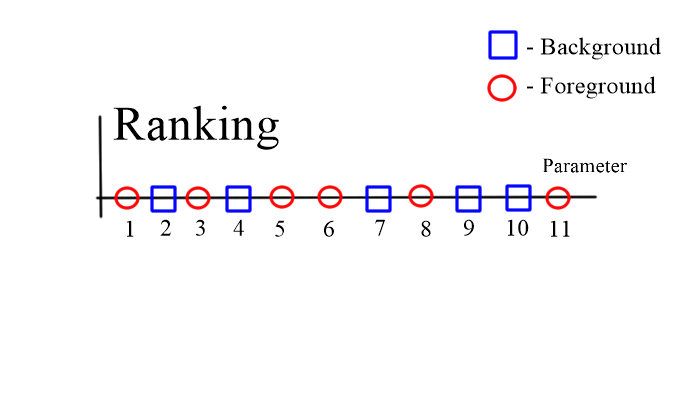 - Background
- Foreground
Ranking
Parameter
1 2 3 4 5 6 7 8 9 10 11